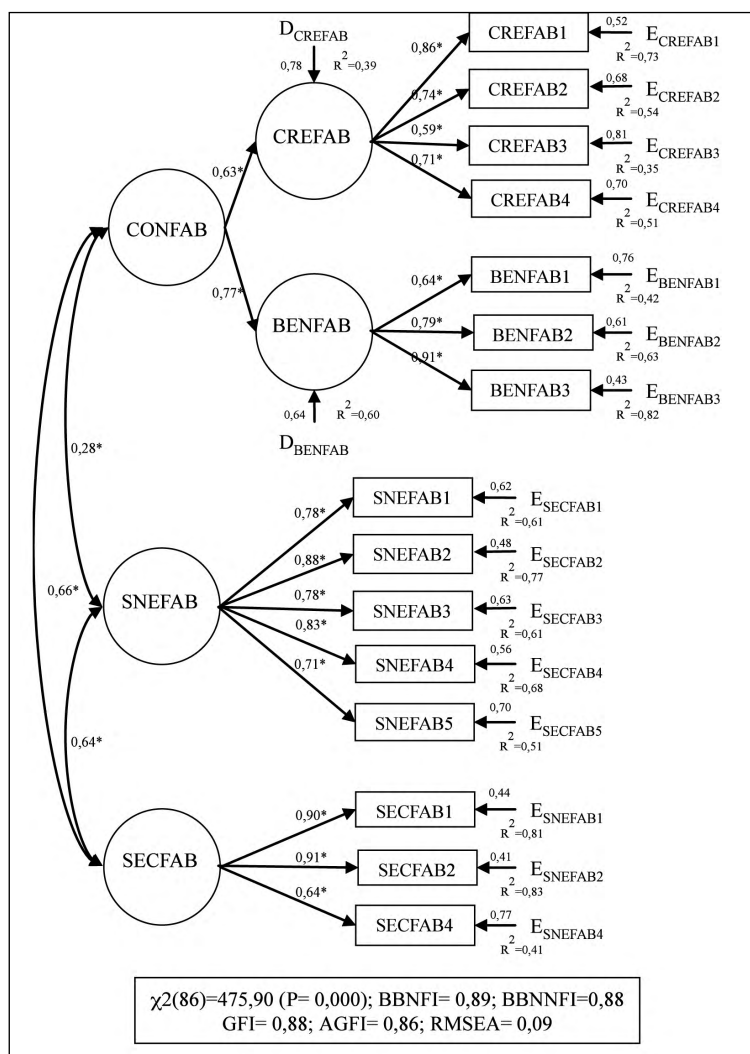 D_CREFAB
0,78 R²=0,39
CREFAB
0,63*
CONFAB
0,77*
BENFAB
0,64 R²=0,60
D_BENFAB
0,86*
CREFAB1
0,52
R²=0,73
E_CREFAB1
0,74*
CREFAB2
0,68
R²=0,54
E_CREFAB2
0,59*
CREFAB3
0,81
R²=0,35
E_CREFAB3
0,71*
CREFAB4
0,70
R²=0,51
E_CREFAB4
0,64*
BENFAB1
0,76
R²=0,42
E_BENFAB1
0,79*
BENFAB2
0,61
R²=0,63
E_BENFAB2
0,91*
BENFAB3
0,43
R²=0,82
E_BENFAB3
0,28*
0,66*
0,64*
SNEFAB
0,78*
SNEFAB1
0,62
R²=0,61
E_SECFAB1
0,88*
SNEFAB2
0,48
R²=0,77
E_SECFAB2
0,78*
SNEFAB3
0,63
R²=0,61
E_SECFAB3
0,83*
SNEFAB4
0,56
R²=0,68
E_SECFAB4
0,71*
SNEFAB5
0,70
R²=0,51
E_SECFAB5
SECFAB
0,90*
SECFAB1
0,44
R²=0,81
E_SNEFAB1
0,91*
SECFAB2
0,41
R²=0,83
E_SNEFAB2
0,64*
SECFAB4
0,77
R²=0,41
E_SNEFAB4
χ2(86)=475,90 (P= 0,000); BBNFI= 0,89; BBNNFI=0,88
GFI= 0,88; AGFI= 0,86; RMSEA= 0,09